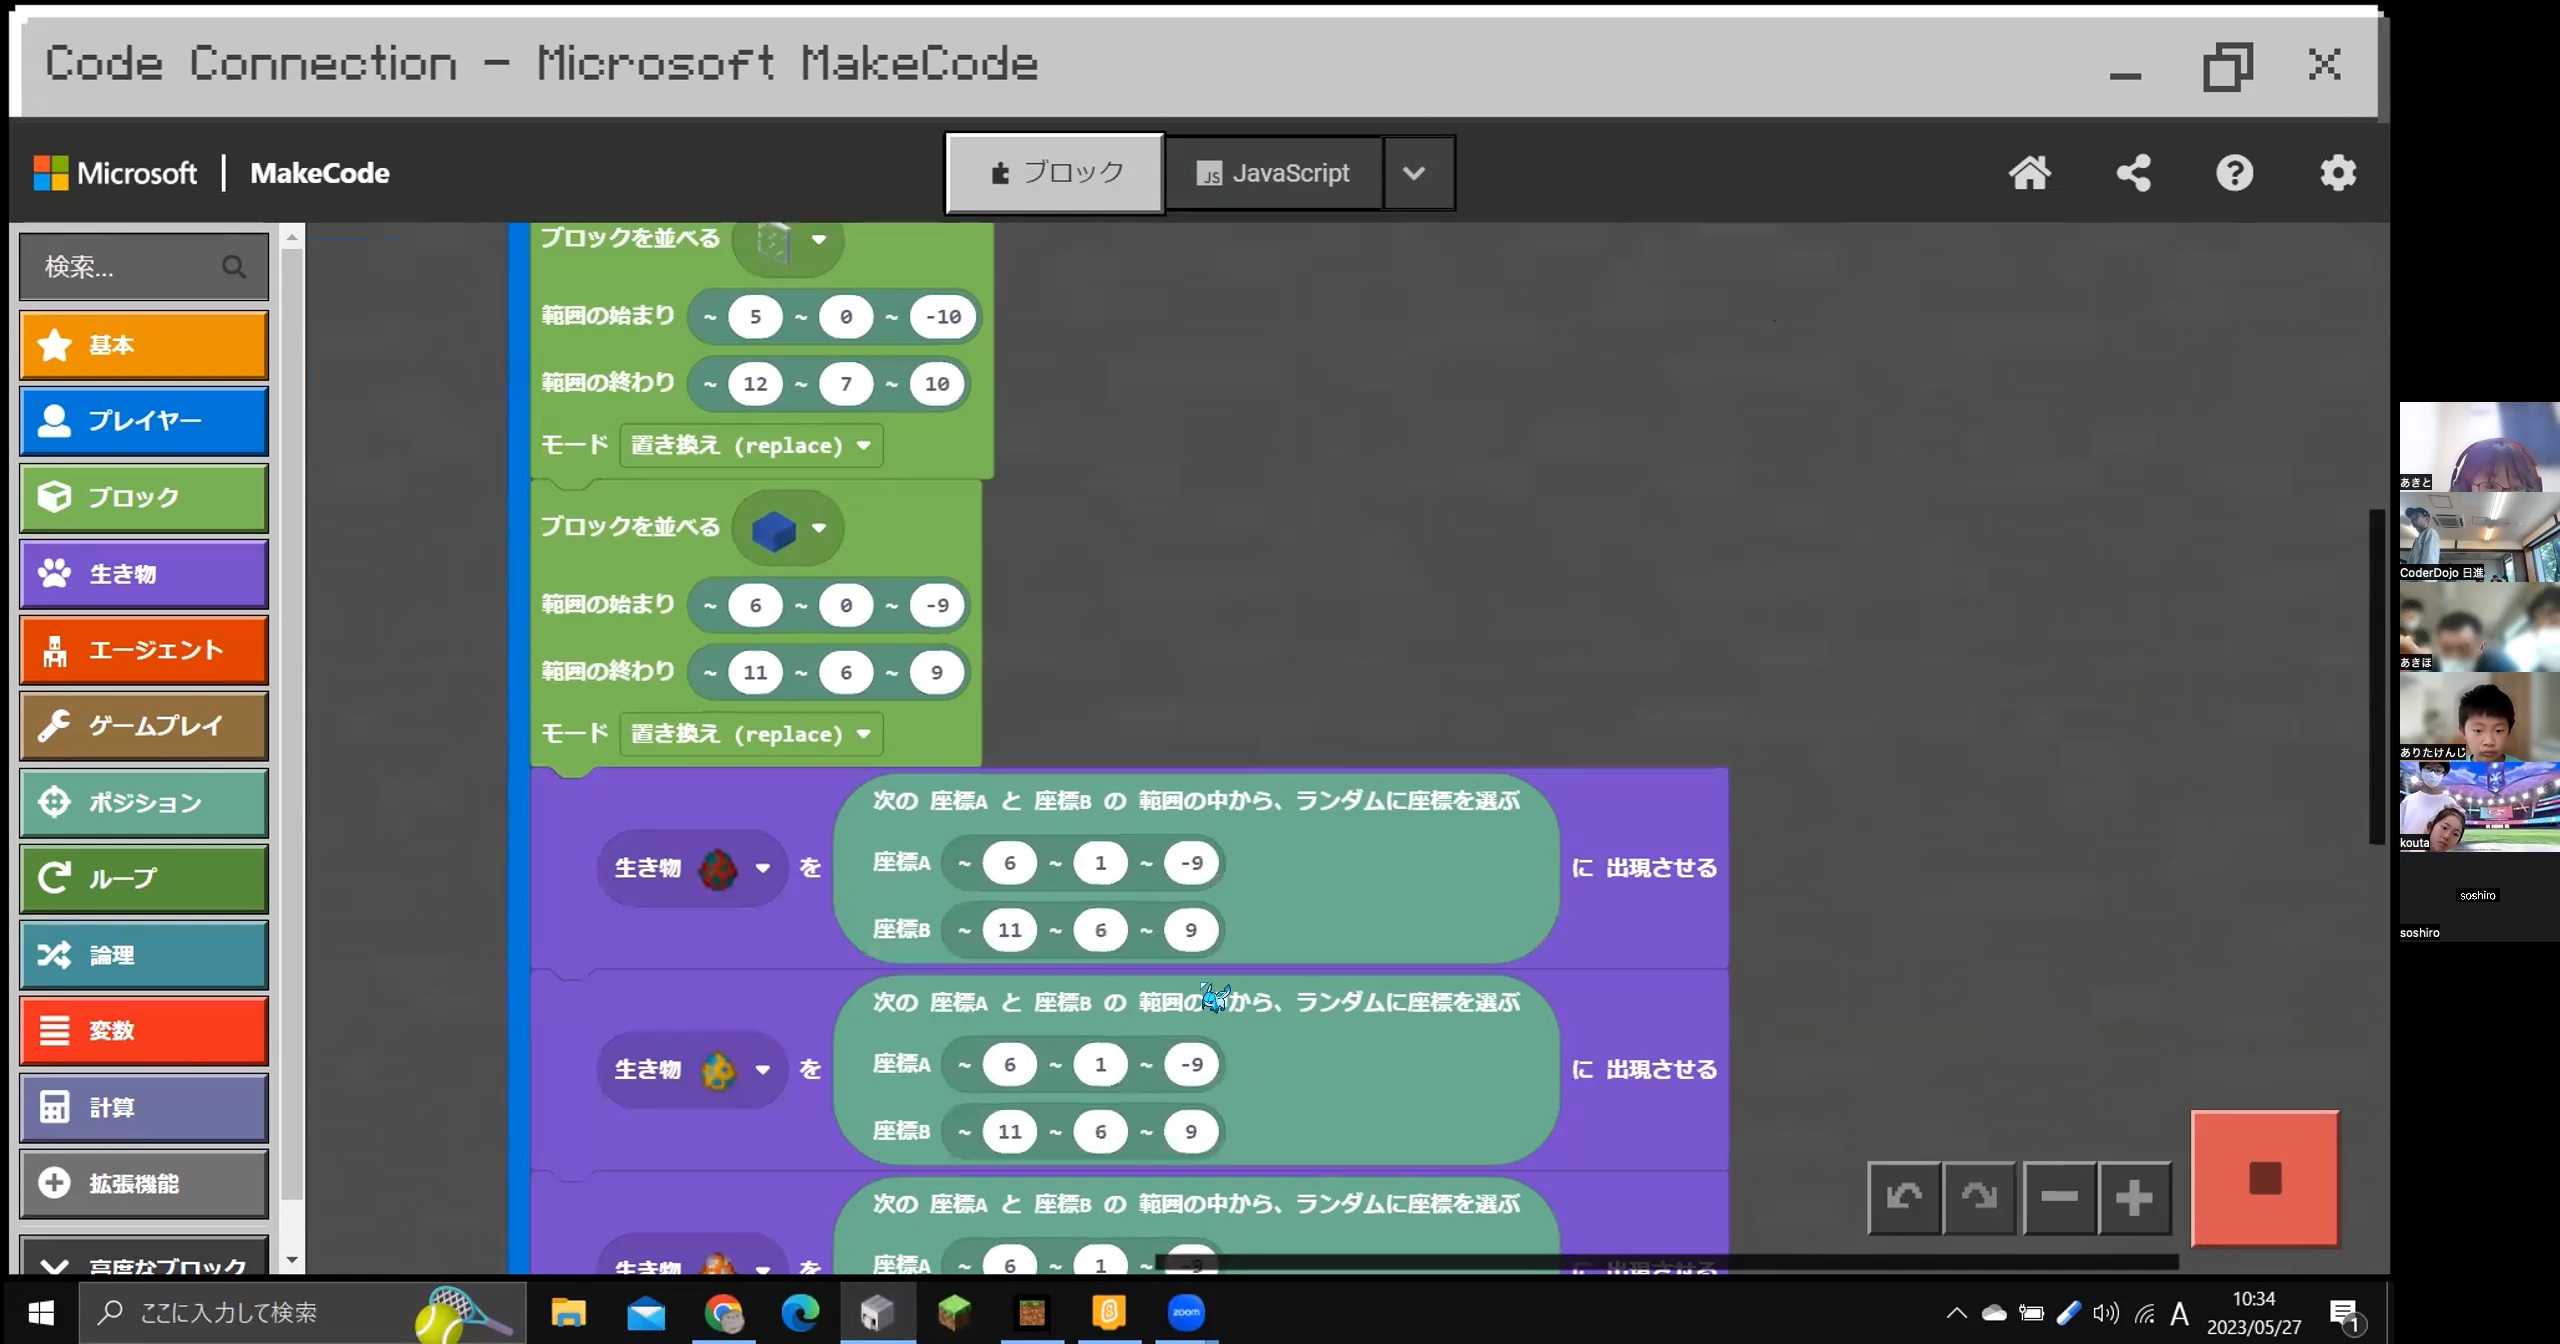 Code Connection - Microsoft MakeCode
Microsoft | MakeCode
ブロック
JavaScript
検索...
基本
プレイヤー
ブロック
生き物
エージェント
ゲームプレイ
ポジション
ループ
論理
変数
計算
拡張機能
高度なブロック
ブロックを並べる
範囲の始まり ~ 5 ~ 0 ~ -10
範囲の終わり ~ 12 ~ 7 ~ 10
モード 置き換え (replace)
ブロックを並べる
範囲の始まり ~ 6 ~ 0 ~ -9
範囲の終わり ~ 11 ~ 6 ~ 9
モード 置き換え (replace)
次の 座標A と 座標B の 範囲の中から、ランダムに座標を選ぶ
生き物 を に 出現させる
座標A ~ 6 ~ 1 ~ -9
座標B ~ 11 ~ 6 ~ 9
次の 座標A と 座標B の 範囲の から、ランダムに座標を選ぶ
生き物 を に 出現させる
座標A ~ 6 ~ 1 ~ -9
座標B ~ 11 ~ 6 ~ 9
次の 座標A と 座標B の 範囲の中から、ランダムに座標を選ぶ
生き物 を に 出現させる
座標A ~ 6 ~ 1 ~ -9
あきと
CoderDojo 日進
あきほ
ありたけんじ
kouta
soshiro
soshiro
ここに入力して検索
zoom
A
10:34
2023/05/27
1